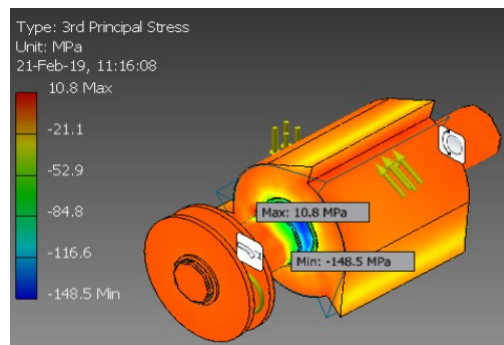 Type: 3rd Principal Stress
Unit: MPa
21-Feb-19, 11:16:08
10.8 Max
-21.1
-52.9
-84.8
-116.6
-148.5 Min
Max: 10.8 MPa
Min: -148.5 MPa